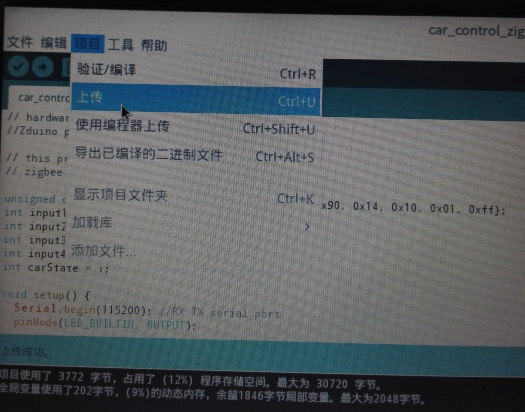 car_control_zig
文件 编辑 项目 工具 帮助
验证/编译 Ctrl+R
上传 Ctrl+U
使用编程器上传 Ctrl+Shift+U
导出已编译的二进制文件 Ctrl+Alt+S
显示项目文件夹 Ctrl+K
加载库
添加文件...
car_contro
// hardwar
//Zduino p
// this pr
// zigbee
unsigned c
x90, 0x14, 0x10, 0x01, 0xff};
int input1
int input2
int input3
int input4
int carState =
void setup() {
Serial.begin(115200); //RX TX serial port
pinMode(LED_BUILTIN, OUTPUT);
上传成功。
项目使用了 3772 字节，占用了 (12%) 程序存储空间。最大为 30720 字节。
全局变量使用了202字节，(9%)的动态内存，余留1846字节局部变量。最大为2048字节。